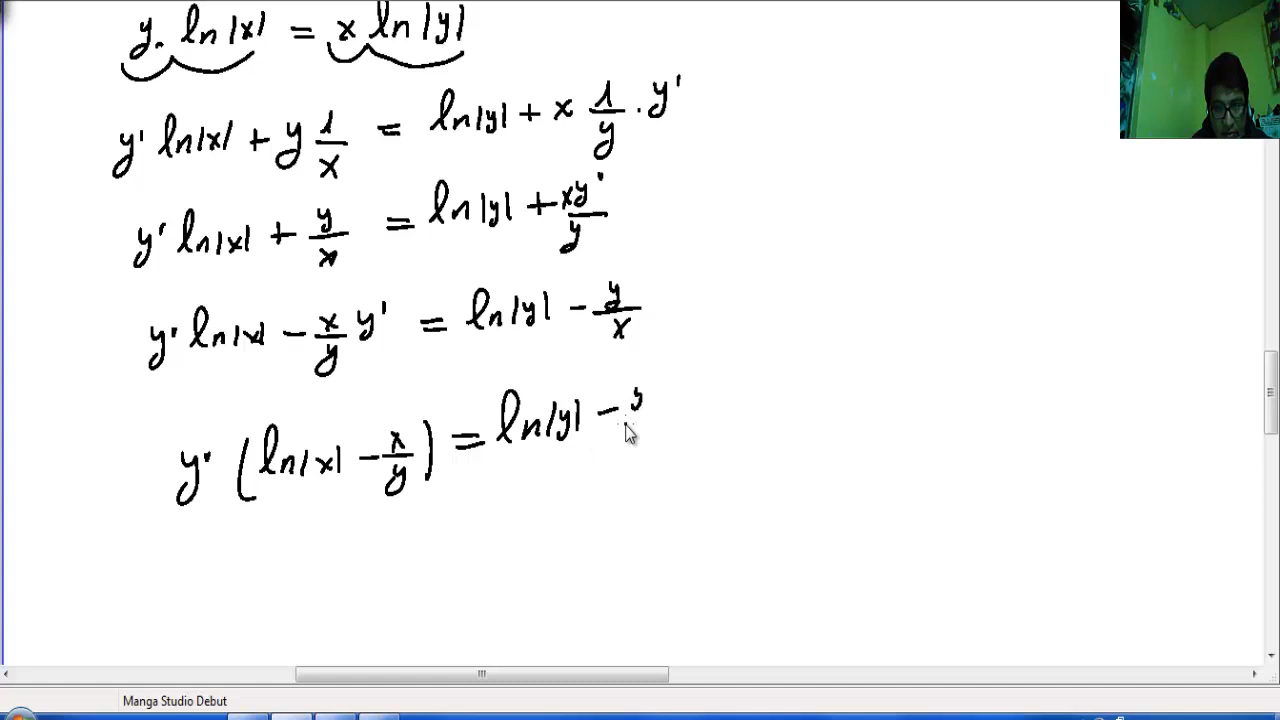 y. ln|x| = x ln|y|
y' ln|x| + y 1/x = ln|y| + x 1/y . y'
y' ln|x| + y/x = ln|y| + xy'/y
y' ln|x| - x/y y' = ln|y| - y/x
y' (ln|x| - x/y) = ln|y| - y
Manga Studio Debut